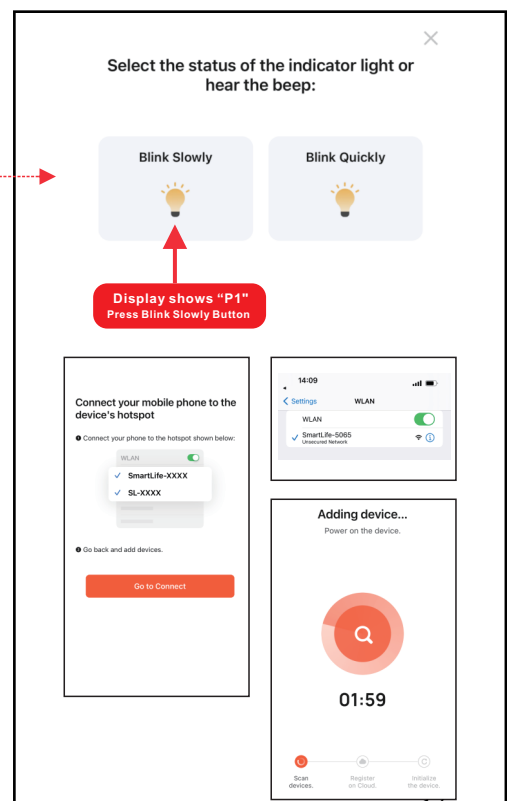 Select the status of the indicator light or
hear the beep:
Blink Slowly
Blink Quickly
Display shows “P1"
Press Blink Slowly Button
Connect your mobile phone to the
device's hotspot
❶ Connect your phone to the hotspot shown below:
WLAN
✓ SmartLife-XXXX
✓ SL-XXXX
❷ Go back and add devices.
Go to Connect
14:09
Settings
WLAN
WLAN
✓ SmartLife-5065
Unsecured Network
Adding device...
Power on the device.
01:59
Scan
devices.
Register
on Cloud.
Initialize
the device.